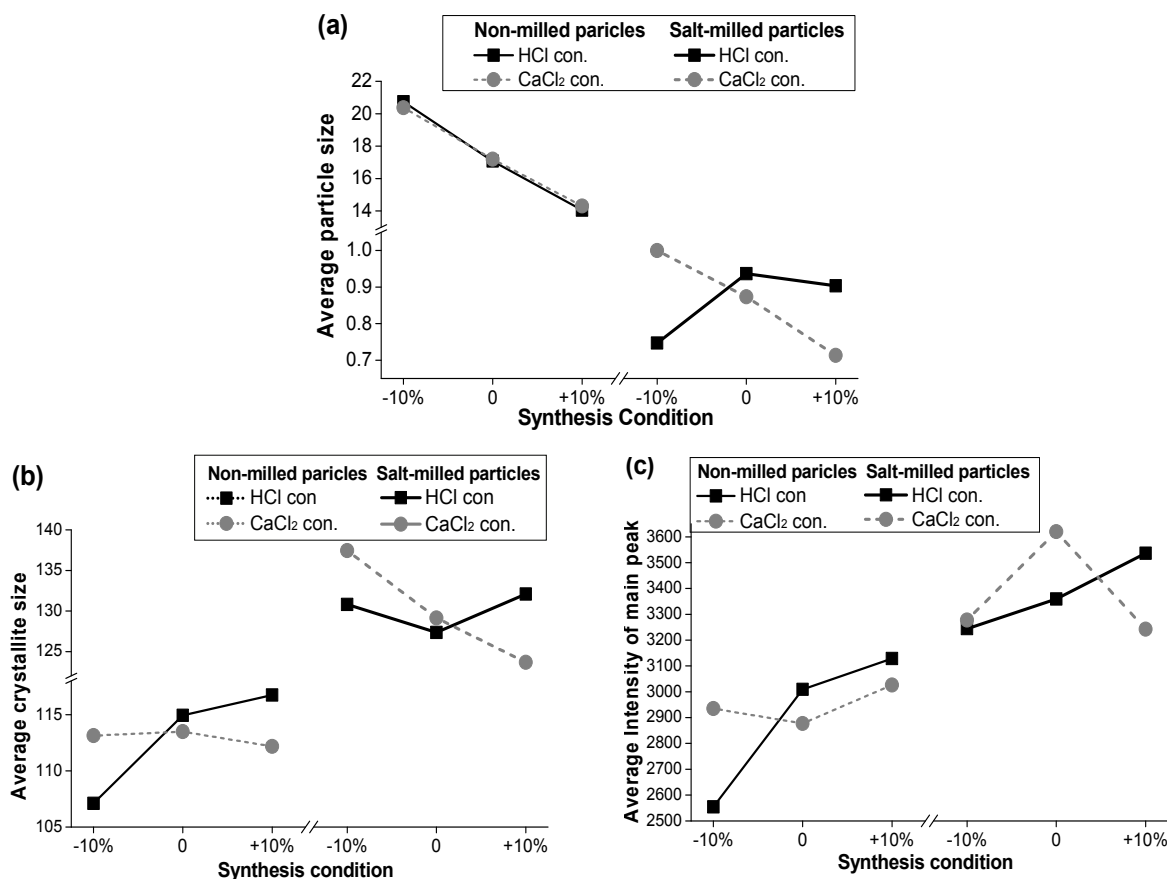 (a)
Non-milled paricles Salt-milled particles
HCl con. HCl con.
CaCl₂ con. CaCl₂ con.
Average particle size
22
20
18
16
14
1.0
0.9
0.8
0.7
-10% 0 +10% -10% 0 +10%
Synthesis Condition
(b)
Non-milled paricles Salt-milled particles
HCl con HCl con.
CaCl₂ con. CaCl₂ con.
Average crystallite size
140
135
130
125
115
110
105
-10% 0 +10% -10% 0 +10%
Synthesis condition
(c)
Non-milled paricles Salt-milled particles
HCl con HCl con.
CaCl₂ con. CaCl₂ con.
Average Intensity of main peak
3600
3500
3400
3300
3200
3100
3000
2900
2800
2700
2600
2500
-10% 0 +10% -10% 0 +10%
Synthesis condition